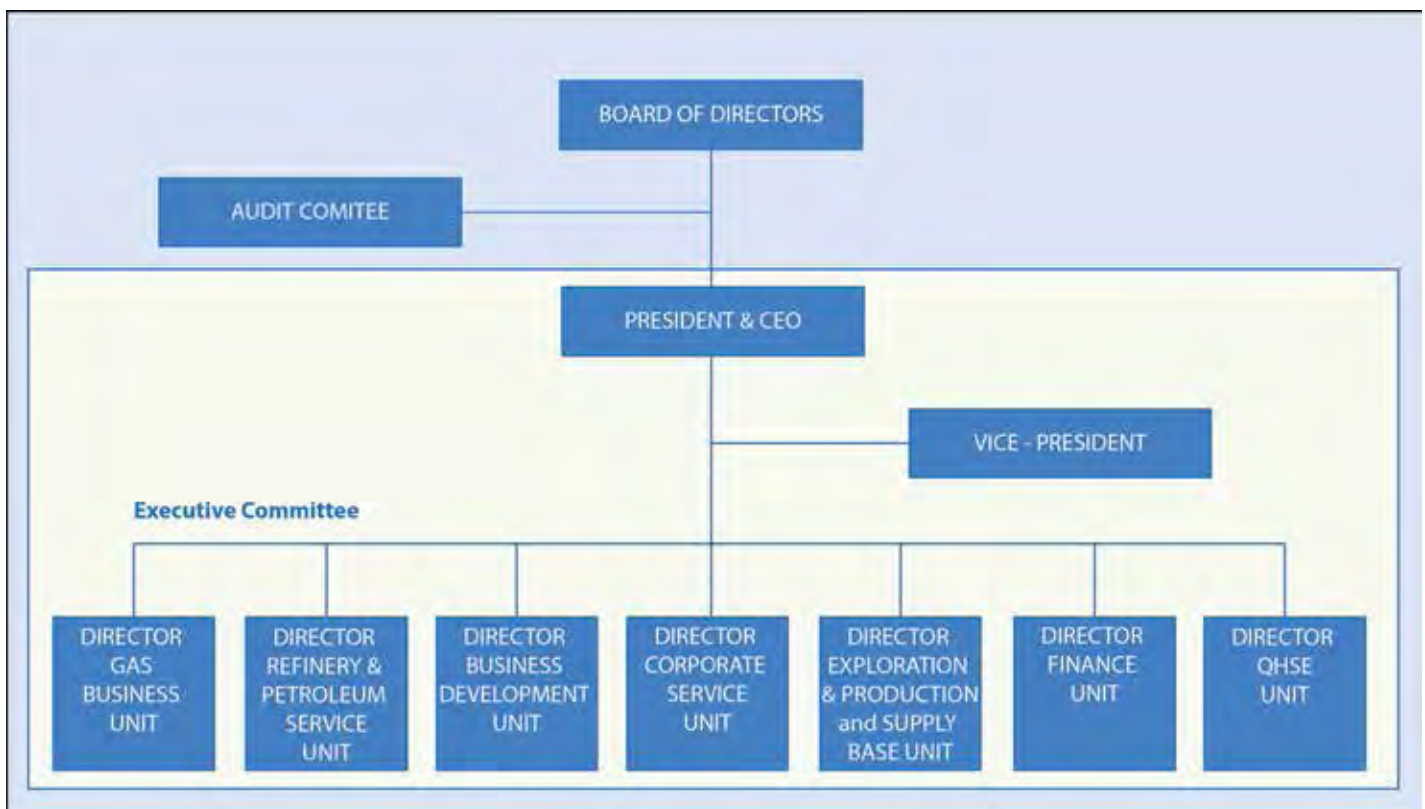 BOARD OF DIRECTORS
AUDIT COMITEE
PRESIDENT & CEO
VICE - PRESIDENT
Executive Committee
DIRECTOR
GAS
BUSINESS
UNIT
DIRECTOR
REFINERY &
PETROLEUM
SERVICE
UNIT
DIRECTOR
BUSINESS
DEVELOPMENT
UNIT
DIRECTOR
CORPORATE
SERVICE
UNIT
DIRECTOR
EXPLORATION
& PRODUCTION
and SUPPLY
BASE UNIT
DIRECTOR
FINANCE
UNIT
DIRECTOR
QHSE
UNIT